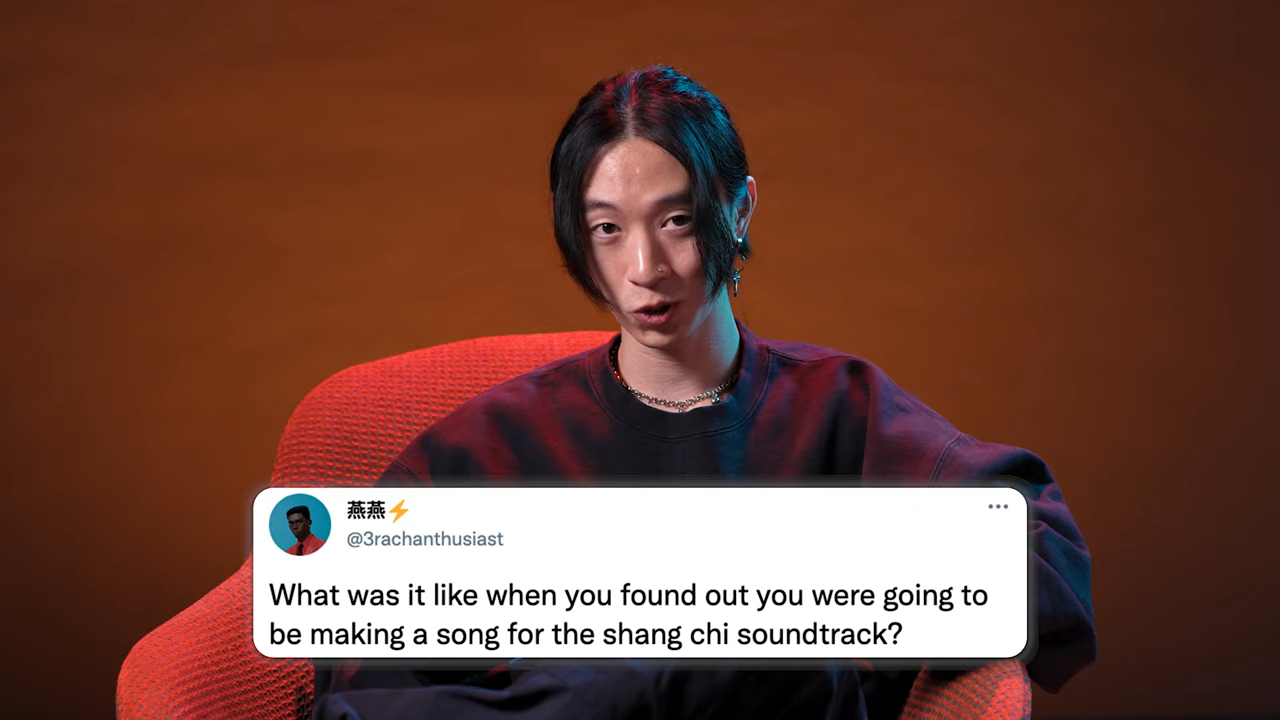 燕燕⚡
@3rachanthusiast
What was it like when you found out you were going to
be making a song for the shang chi soundtrack?